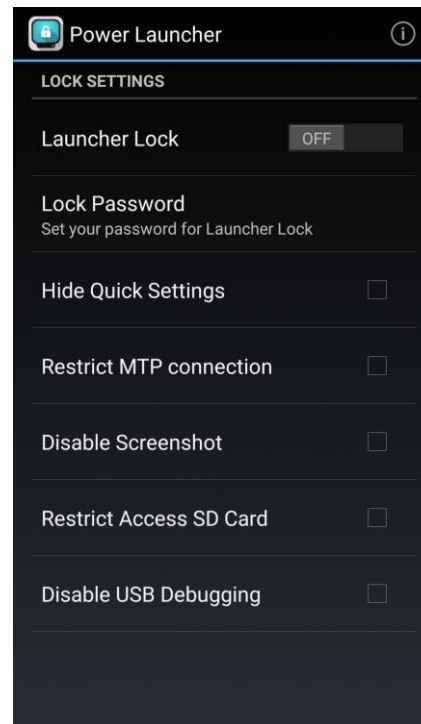 Power Launcher
LOCK SETTINGS
Launcher Lock OFF
Lock Password
Set your password for Launcher Lock
Hide Quick Settings
Restrict MTP connection
Disable Screenshot
Restrict Access SD Card
Disable USB Debugging